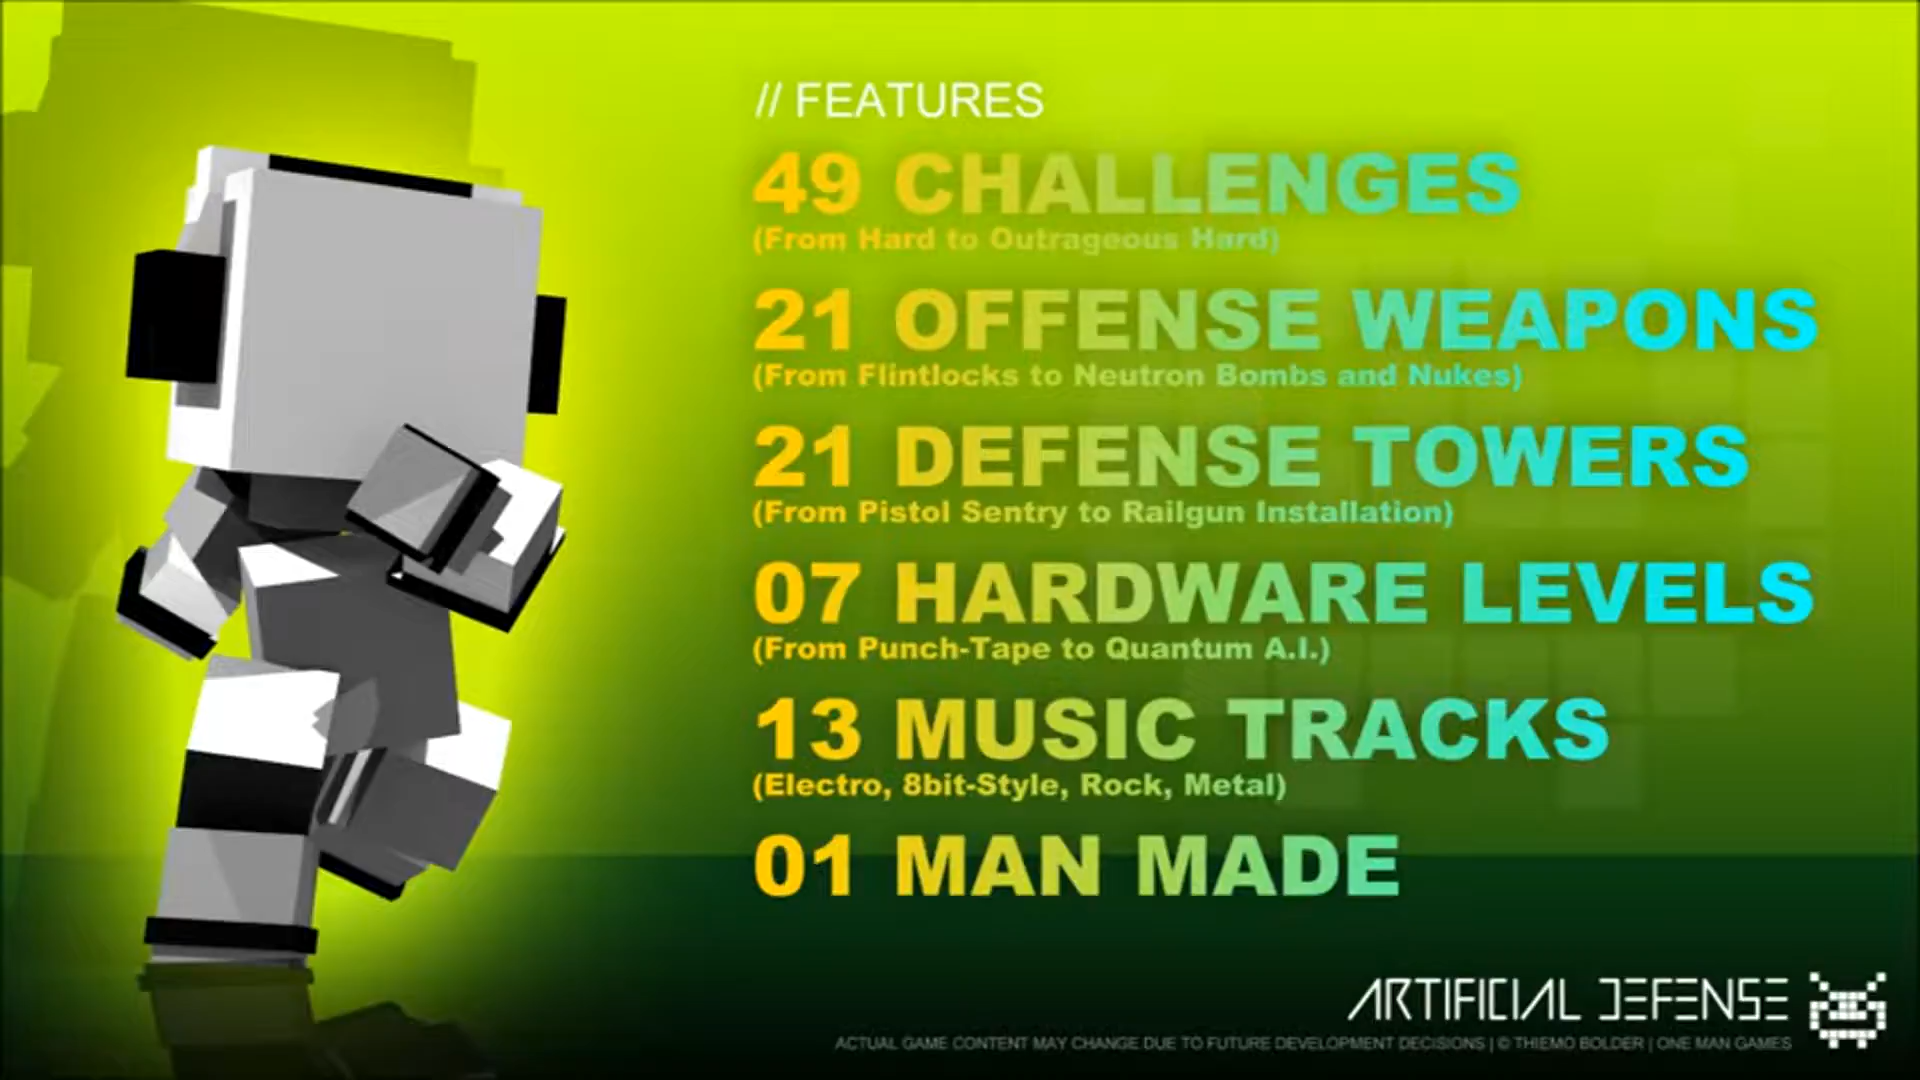 // FEATURES
49 CHALLENGES
(From Hard to Outrageous Hard)
21 OFFENSE WEAPONS
(From Flintlocks to Neutron Bombs and Nukes)
21 DEFENSE TOWERS
(From Pistol Sentry to Railgun Installation)
07 HARDWARE LEVELS
(From Punch-Tape to Quantum A.I.)
13 MUSIC TRACKS
(Electro, 8bit-Style, Rock, Metal)
01 MAN MADE
ARTIFICIAL DEFENSE
ACTUAL GAME CONTENT MAY CHANGE DUE TO FUTURE DEVELOPMENT DECISIONS | © THIEMO BOLDER | ONE MAN GAMES